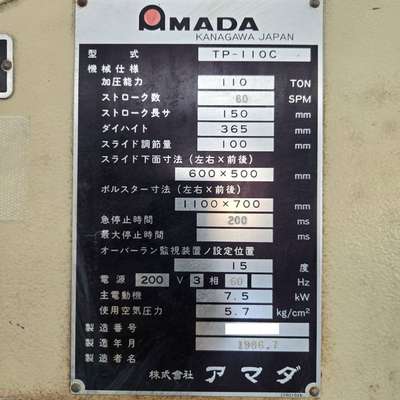 AMADA
KANAGAWA JAPAN
型式 TP-110C
機械仕様
加圧能力 110 TON
ストローク数 60 SPM
ストローク長サ 150 mm
ダイハイト 365 mm
スライド調節量 100 mm
スライド下面寸法(左右×前後)
600×500 mm
ボルスター寸法(左右×前後)
1100×700 mm
急停止時間 200 ms
最大停止時間 ms
オーバーラン監視装置ノ設定位置
15 度
電源 200 V 3 相 60 Hz
主電動機 7.5 kW
使用空気圧力 5.7 kg/cm²
製造番号
製造年月 1986.7
製造者名
株式会社 アマダ